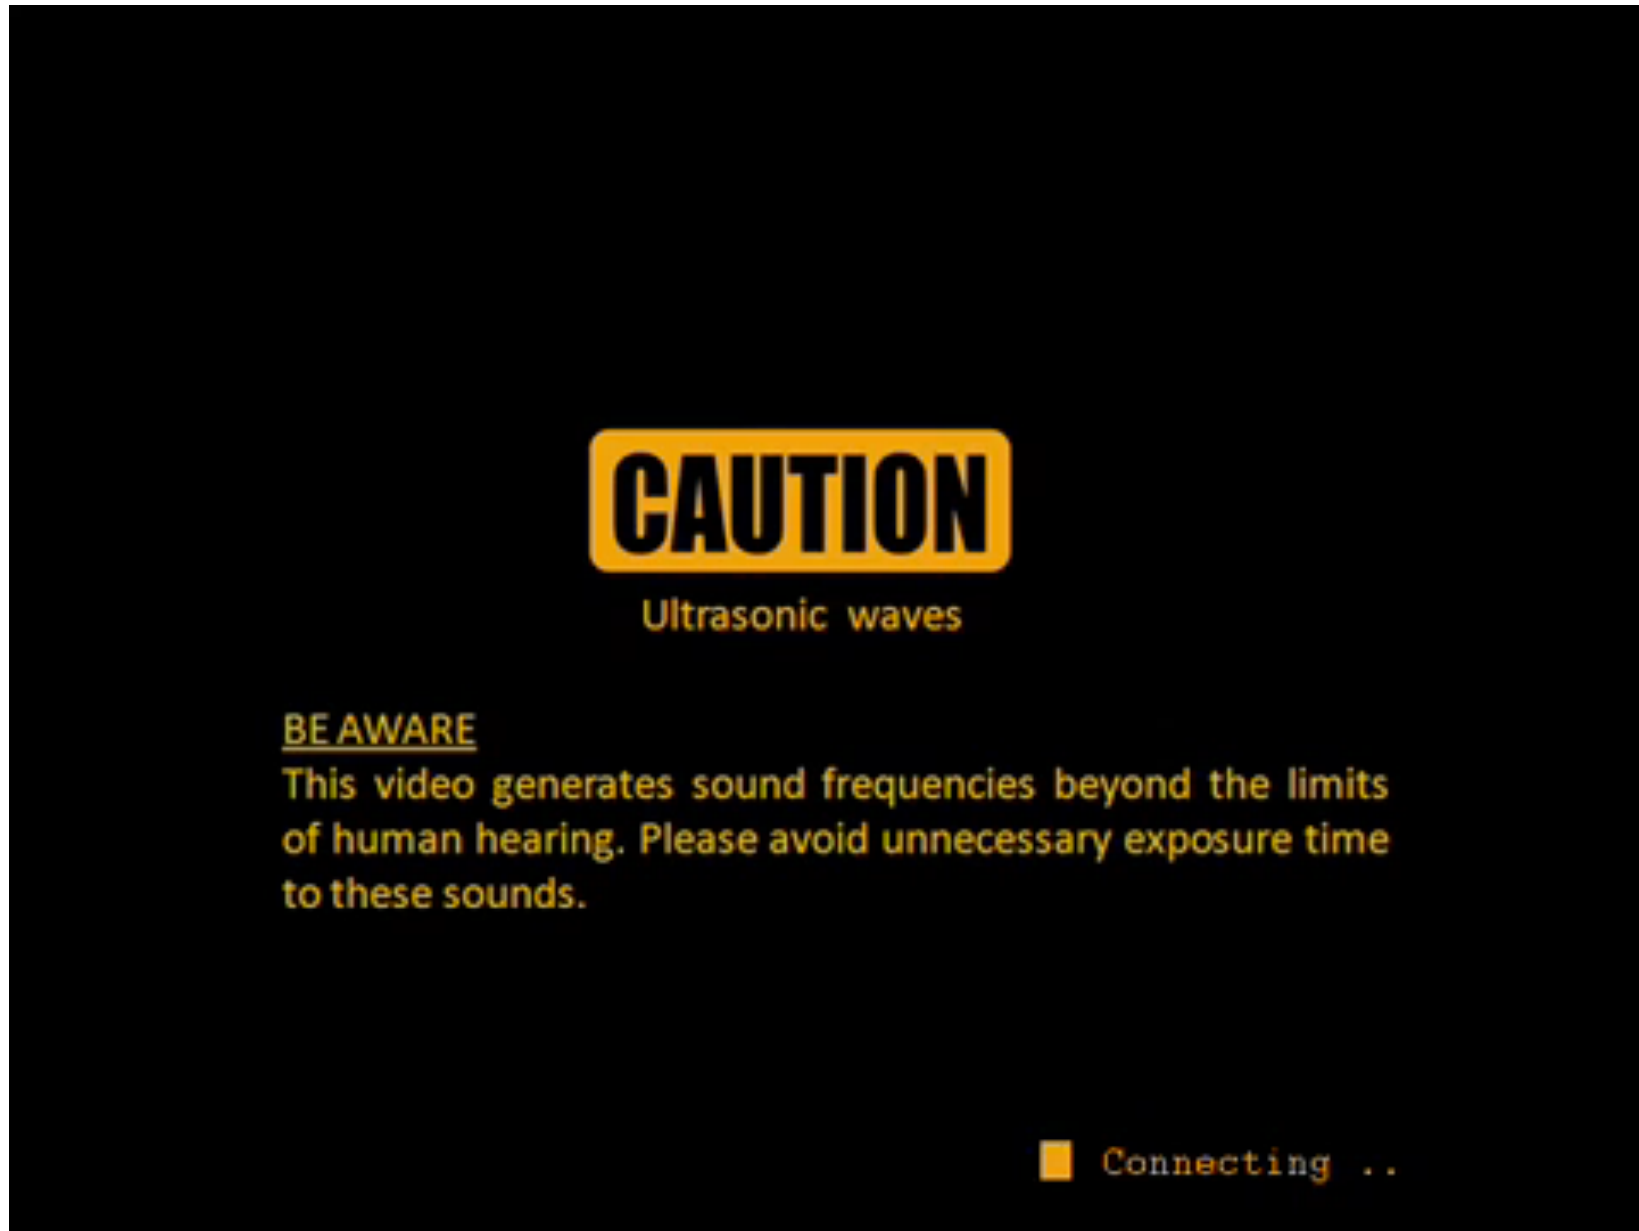 CAUTION
Ultrasonic waves
BE AWARE
This video generates sound frequencies beyond the limits
of human hearing. Please avoid unnecessary exposure time
to these sounds.
Connecting ..